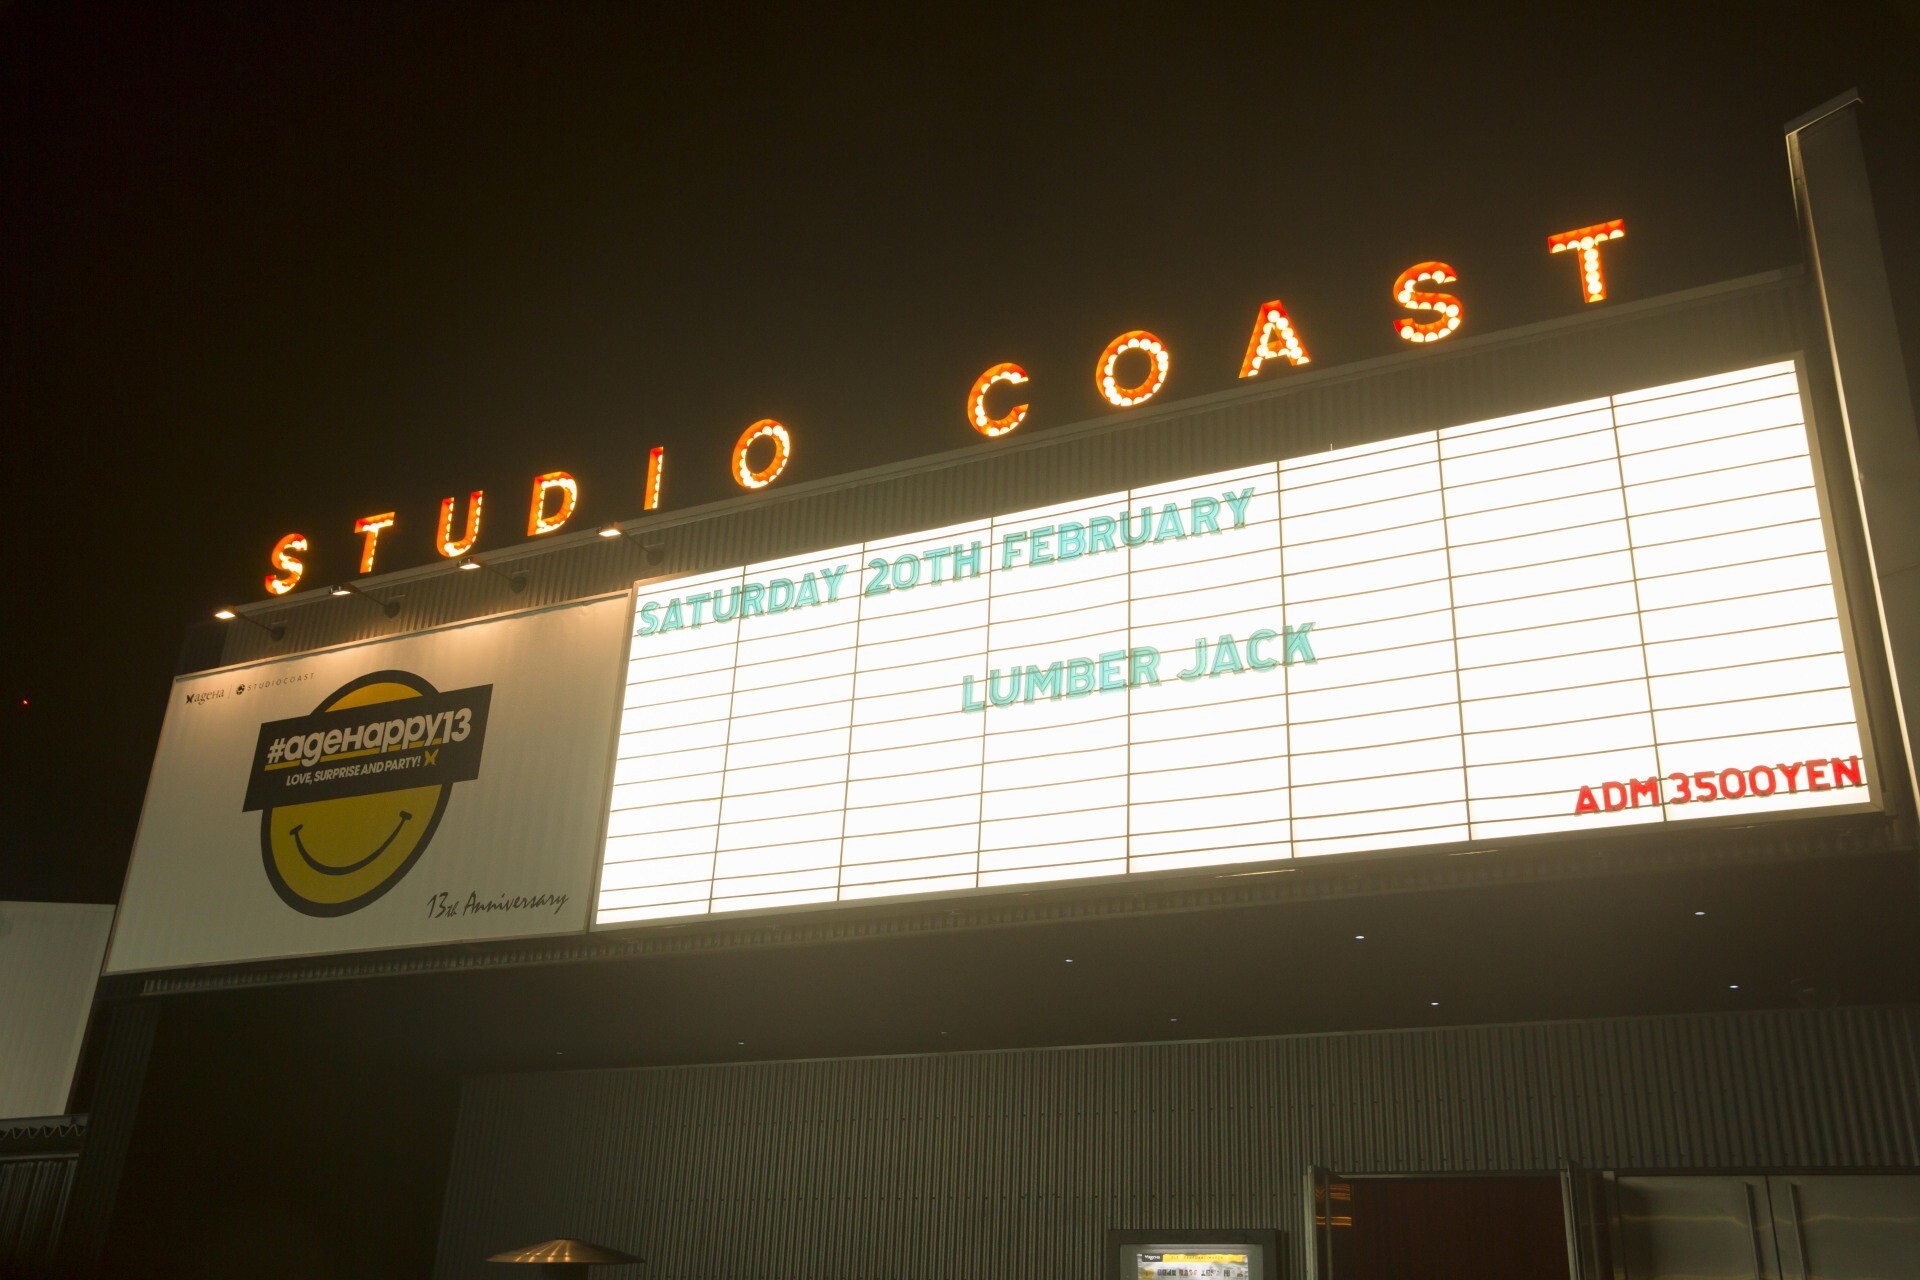 STUDIO COAST
ageHa | STUDIOCOAST
#ageHappy13
LOVE, SURPRISE AND PARTY!
13th Anniversary
SATURDAY 20TH FEBRUARY
LUMBER JACK
ADM 3500YEN